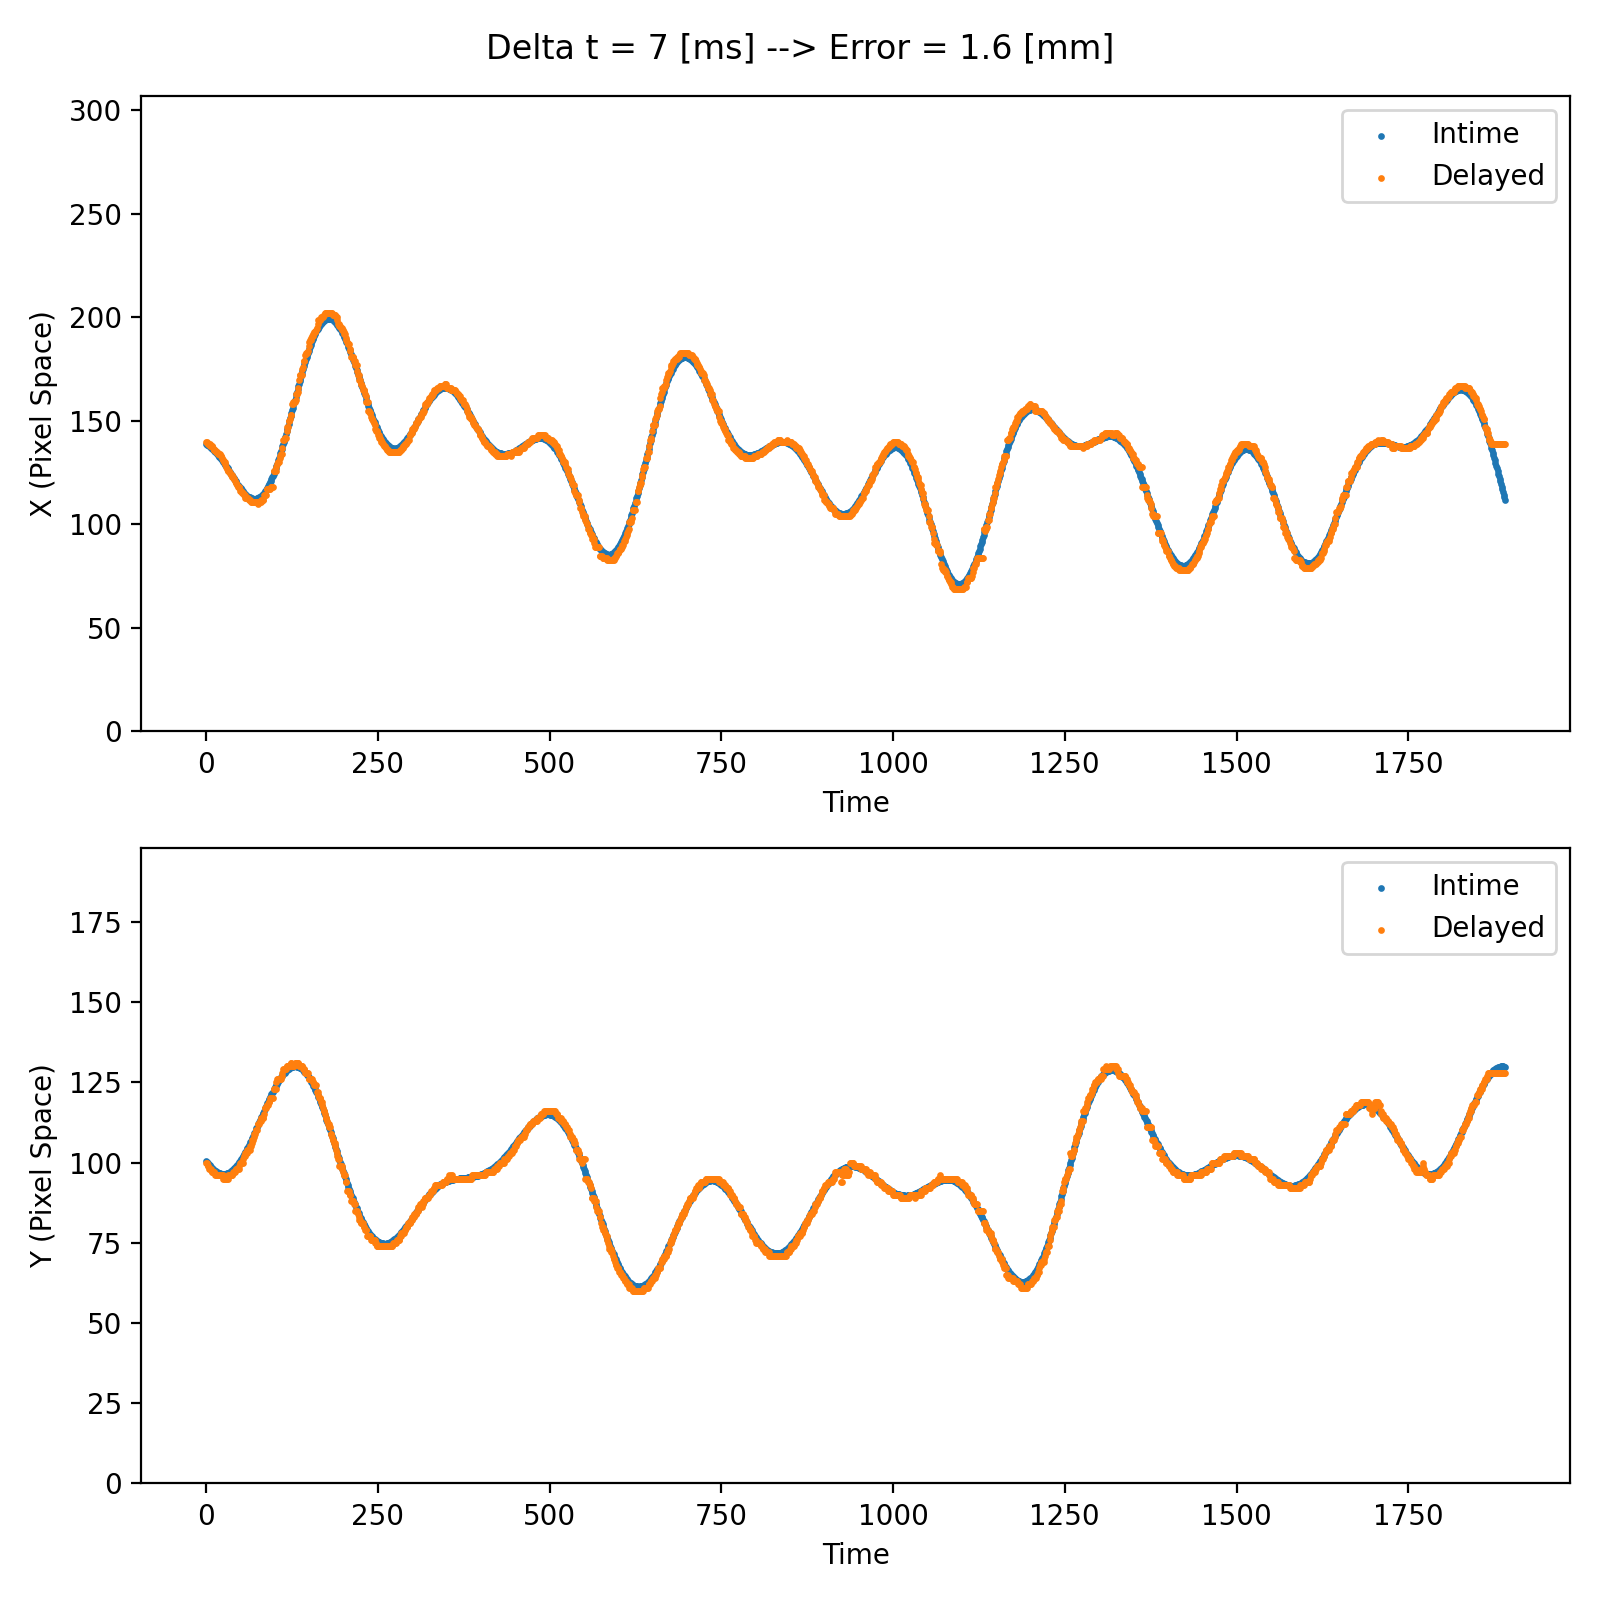 Delta t = 7 [ms] --> Error = 1.6 [mm]
300
250
200
150
100
50
0
X (Pixel Space)
Intime
Delayed
0 250 500 750 1000 1250 1500 1750
Time
175
150
125
100
75
50
25
0
Y (Pixel Space)
Intime
Delayed
0 250 500 750 1000 1250 1500 1750
Time